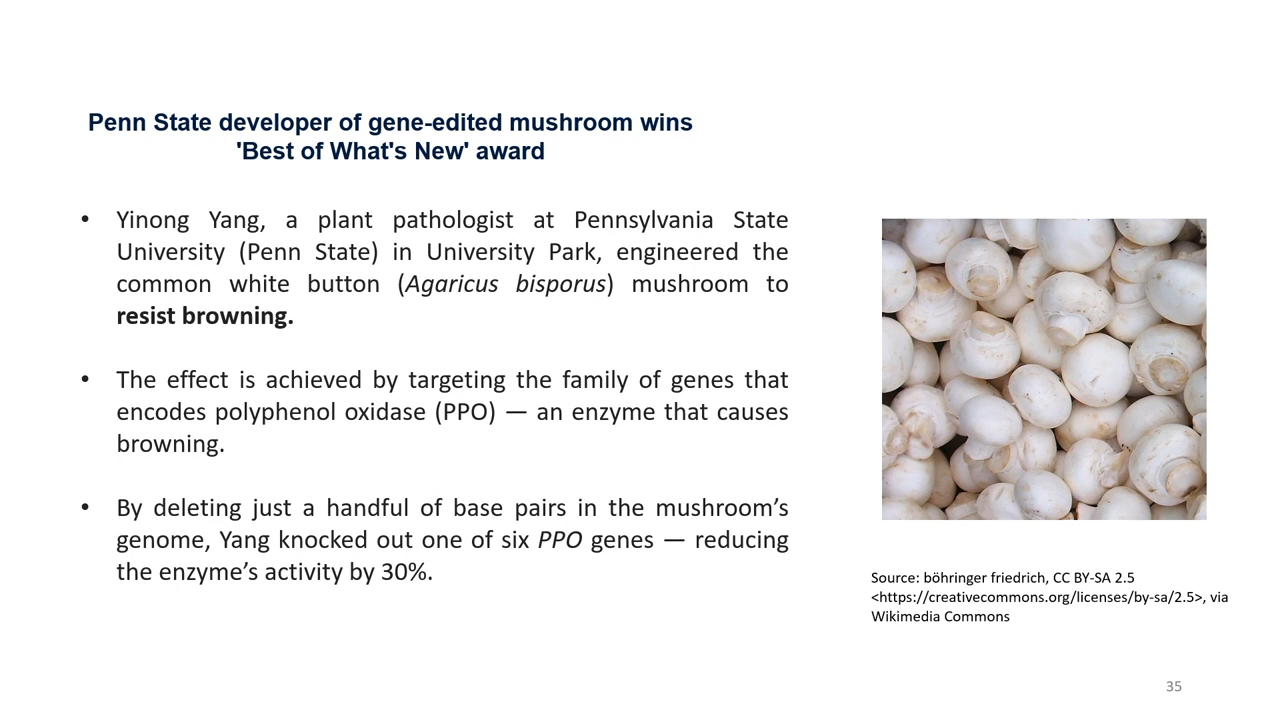 Penn State developer of gene-edited mushroom wins
'Best of What's New' award
• Yinong Yang, a plant pathologist at Pennsylvania State
University (Penn State) in University Park, engineered the
common white button (Agaricus bisporus) mushroom to
resist browning.
• The effect is achieved by targeting the family of genes that
encodes polyphenol oxidase (PPO) — an enzyme that causes
browning.
• By deleting just a handful of base pairs in the mushroom’s
genome, Yang knocked out one of six PPO genes — reducing
the enzyme’s activity by 30%.
Source: böhringer friedrich, CC BY-SA 2.5
<https://creativecommons.org/licenses/by-sa/2.5>, via
Wikimedia Commons
35